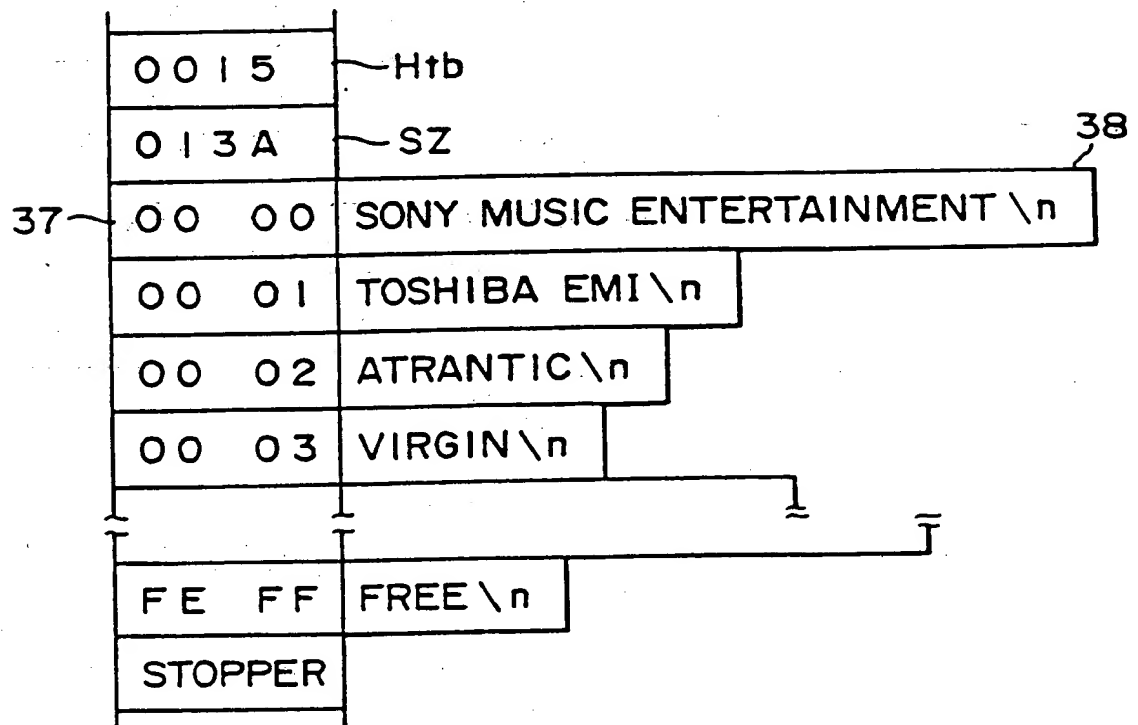 0015 Htb
013A SZ
38
37 00 00 SONY MUSIC ENTERTAINMENT \n
00 01 TOSHIBA EMI \n
00 02 ATRANTIC \n
00 03 VIRGIN \n
FE FF FREE \n
STOPPER